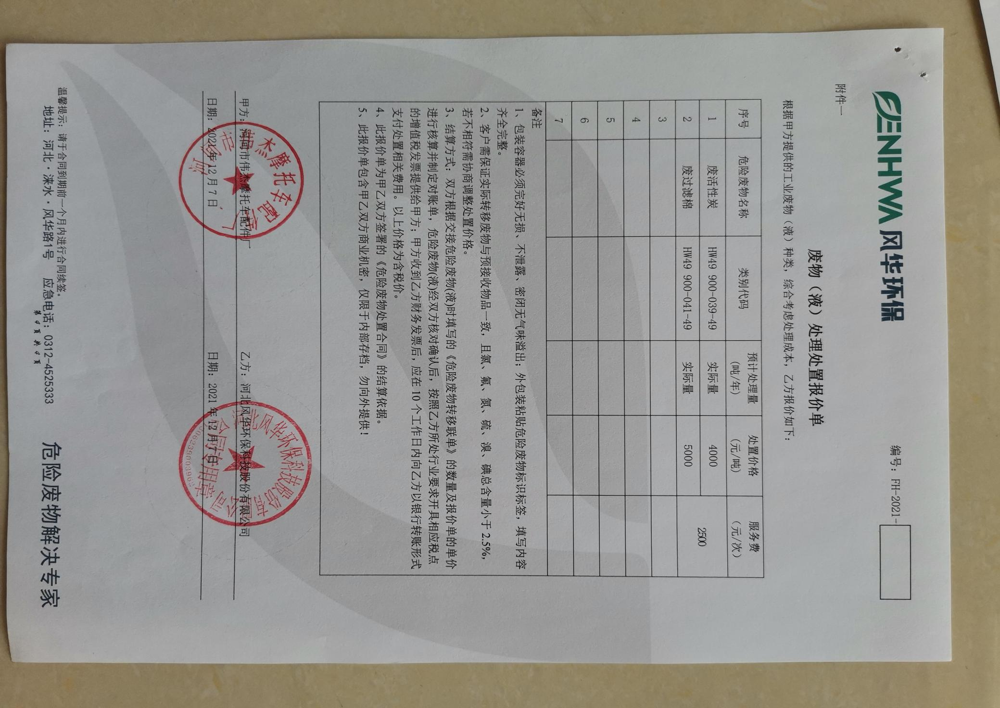 FENHWA 风华环保
编号：FH-2021-
附件一
废物（液）处理处置报价单
根据甲方提供的工业废物（液）种类，综合考虑处理成本，乙方报价如下：
序号 危险废物名称 类别代码 预计处理量（吨/年） 处置价格（元/吨） 服务费（元/次）
1 废活性炭 HW49 900-039-49 实际量 4000 2500
2 废过滤棉 HW49 900-041-49 实际量 5000
3
4
5
6
7
备注
1、包装容器必须完好无损、不泄露、密闭无气味溢出；外包装粘贴危险废物标识标签，填写内容
齐全完整。
2、客户需保证实际转移废物与预接收物品一致，且氯、氟、氮、硫、溴、碘总含量小于 2.5%，
若不相符需协商调整处置价格。
3、结算方式：双方根据交接危险废物(液)时填写的《危险废物转移联单》的数量及报价单的单价
进行核算并制定对账单，危险废物(液)经双方核对确认后，按照乙方所处行业要求开具相应税点
的增值税发票提供给甲方；甲方收到乙方财务发票后，应在 10 个工作日内向乙方以银行转账形式
支付处置相关费用。以上价格为含税价。
4、此报价单为甲乙双方签署的《危险废物处置合同》的结算依据。
5、此报价单包含甲乙双方商业机密，仅限于内部存档，勿向外提供！
甲方：河间市伟杰摩托车配件厂 乙方：河北风华环保科技股份有限公司
日期：2021年12月7日 日期：2021年12月7日
河北风华环保科技股份有限公司
合同专用章
温馨提示：请于合同到期前一个月内进行合同续签。
地址：河北·涞水·风华路1号 应急电话：0312-4525333 危险废物解决专家
第 4 页 共 4 页